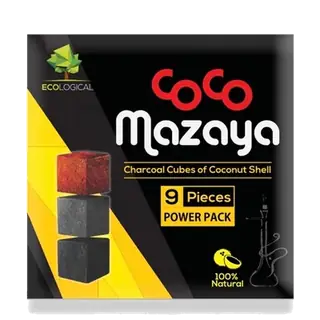 ECOLOGICAL
COCO
Mazaya
Charcoal Cubes of Coconut Shell
9 Pieces
POWER PACK
100%
Natural